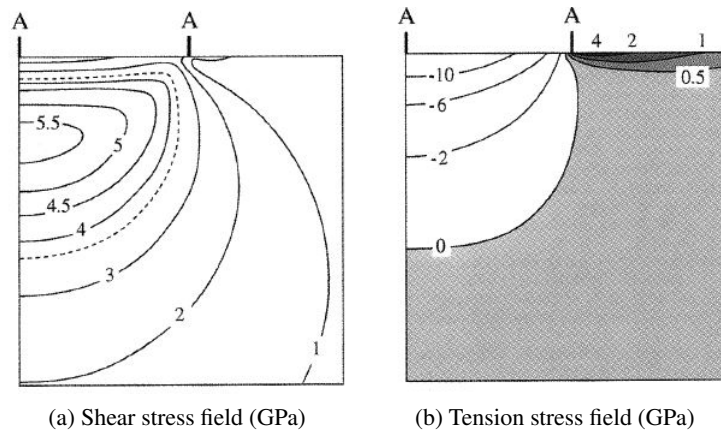 A A
5.5
5
4.5
4
3
2
1
A A
4 2 1
0.5
-10
-6
-2
0
(a) Shear stress field (GPa)
(b) Tension stress field (GPa)